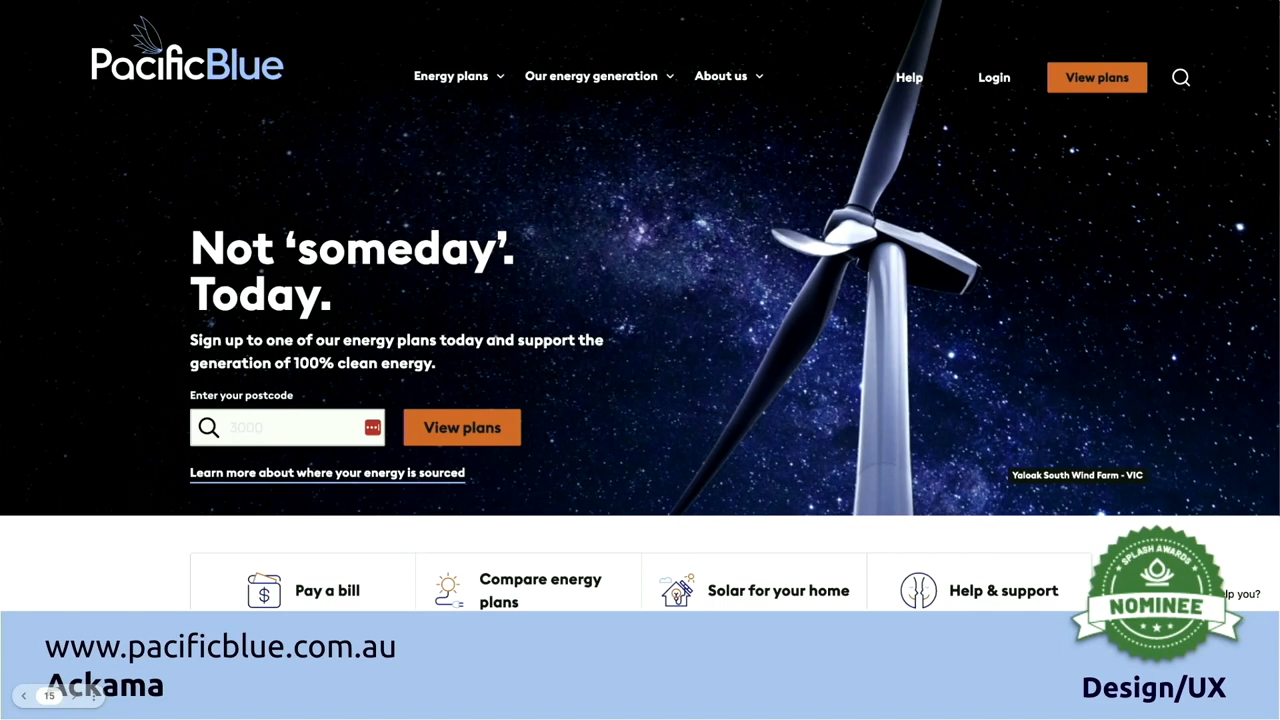 PacificBlue
Energy plans
Our energy generation
About us
Help
Login
View plans
Not ‘someday’.
Today.
Sign up to one of our energy plans today and support the
generation of 100% clean energy.
Enter your postcode
3000
View plans
Learn more about where your energy is sourced
Yaloak South Wind Farm - VIC
Pay a bill
Compare energy
plans
Solar for your home
Help & support
lp you?
SPLASH AWARDS
NOMINEE
www.pacificblue.com.au
Ackama
15
Design/UX